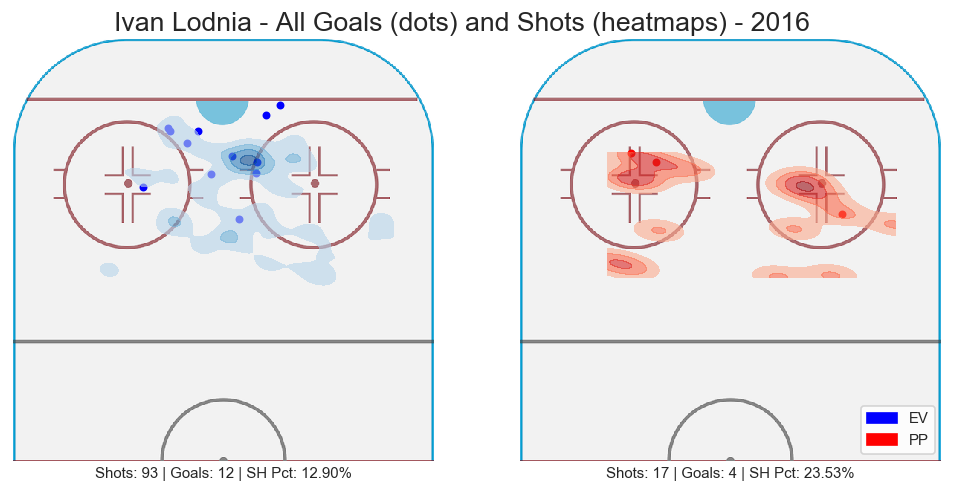 Ivan Lodnia - All Goals (dots) and Shots (heatmaps) - 2016
EV
PP
Shots: 93 | Goals: 12 | SH Pct: 12.90%
Shots: 17 | Goals: 4 | SH Pct: 23.53%